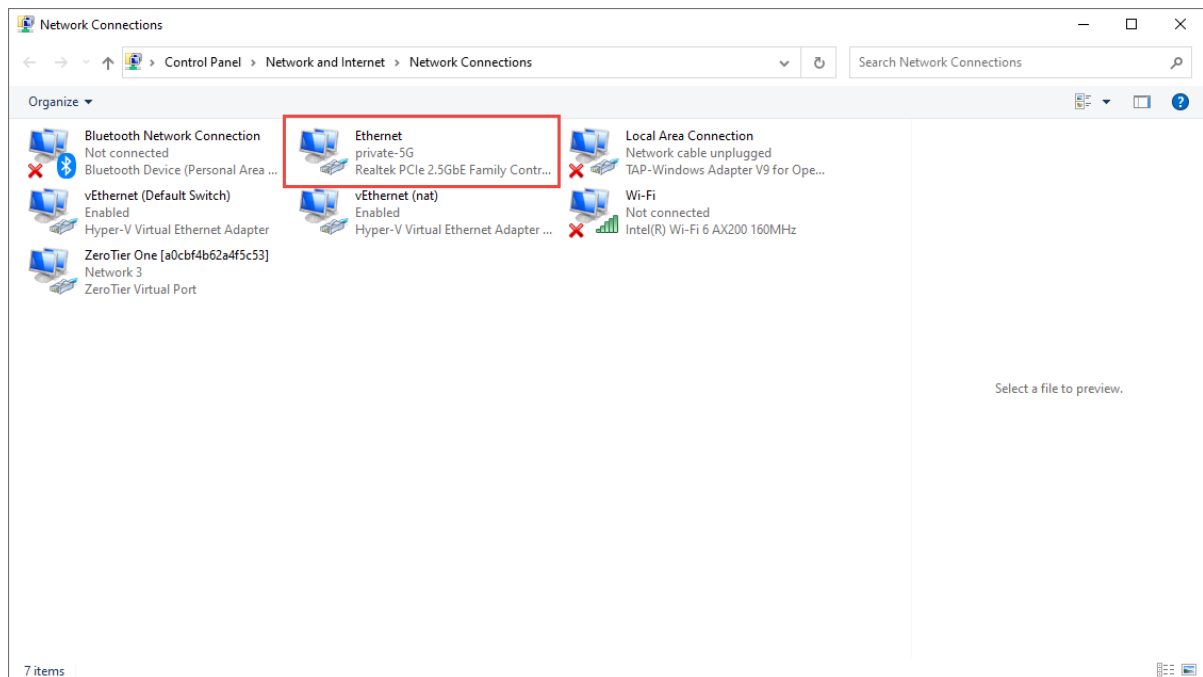 Network Connections
Control Panel > Network and Internet > Network Connections
Search Network Connections
Organize
Bluetooth Network Connection
Not connected
Bluetooth Device (Personal Area ...
Ethernet
private-5G
Realtek PCIe 2.5GbE Family Contr...
Local Area Connection
Network cable unplugged
TAP-Windows Adapter V9 for Ope...
vEthernet (Default Switch)
Enabled
Hyper-V Virtual Ethernet Adapter
vEthernet (nat)
Enabled
Hyper-V Virtual Ethernet Adapter ...
Wi-Fi
Not connected
Intel(R) Wi-Fi 6 AX200 160MHz
ZeroTier One [a0cbf4b62a4f5c53]
Network 3
ZeroTier Virtual Port
Select a file to preview.
7 items